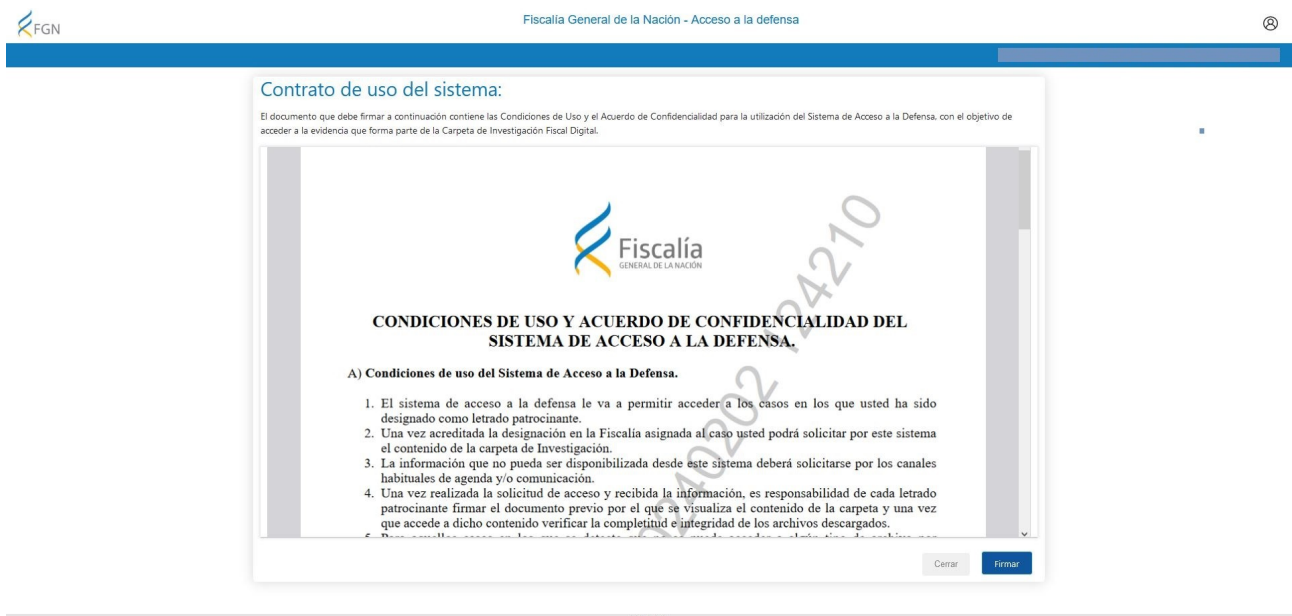 FGN
Fiscalía General de la Nación - Acceso a la defensa
Contrato de uso del sistema:
El documento que debe firmar a continuación contiene las Condiciones de Uso y el Acuerdo de Confidencialidad para la utilización del Sistema de Acceso a la Defensa, con el objetivo de
acceder a la evidencia que forma parte de la Carpeta de Investigación Fiscal Digital.
Fiscalía
GENERAL DE LA NACIÓN
CONDICIONES DE USO Y ACUERDO DE CONFIDENCIALIDAD DEL
SISTEMA DE ACCESO A LA DEFENSA.
A) Condiciones de uso del Sistema de Acceso a la Defensa.
1. El sistema de acceso a la defensa le va a permitir acceder a los casos en los que usted ha sido
designado como letrado patrocinante.
2. Una vez acreditada la designación en la Fiscalía asignada al caso usted podrá solicitar por este sistema
el contenido de la carpeta de Investigación.
3. La información que no pueda ser disponibilizada desde este sistema deberá solicitarse por los canales
habituales de agenda y/o comunicación.
4. Una vez realizada la solicitud de acceso y recibida la información, es responsabilidad de cada letrado
patrocinante firmar el documento previo por el que se visualiza el contenido de la carpeta y una vez
que accede a dicho contenido verificar la completitud e integridad de los archivos descargados.
Cerrar
Firmar